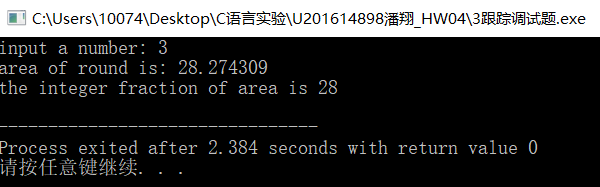 C:\Users\10074\Desktop\C语言实验\U201614898潘翔_HW04\3跟踪调试题.exe
input a number: 3
area of round is: 28.274309
the integer fraction of area is 28
--------------------------------
Process exited after 2.384 seconds with return value 0
请按任意键继续. . .